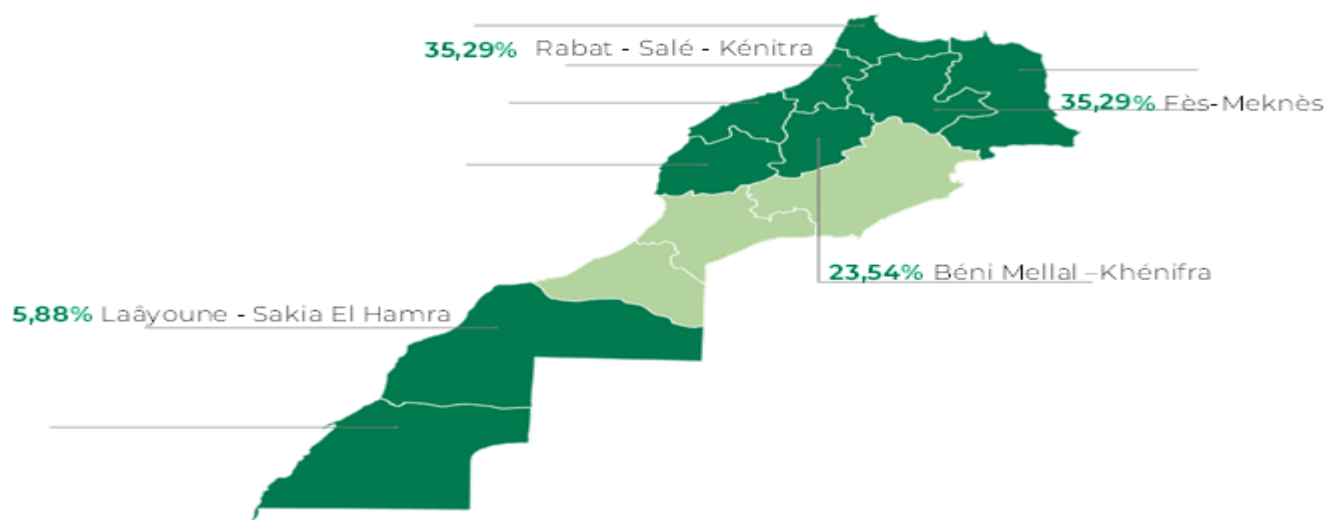 35,29% Rabat - Salé - Kénitra
35,29% Fès-Meknès
23,54% Béni Mellal –Khénifra
5,88% Laâyoune - Sakia El Hamra